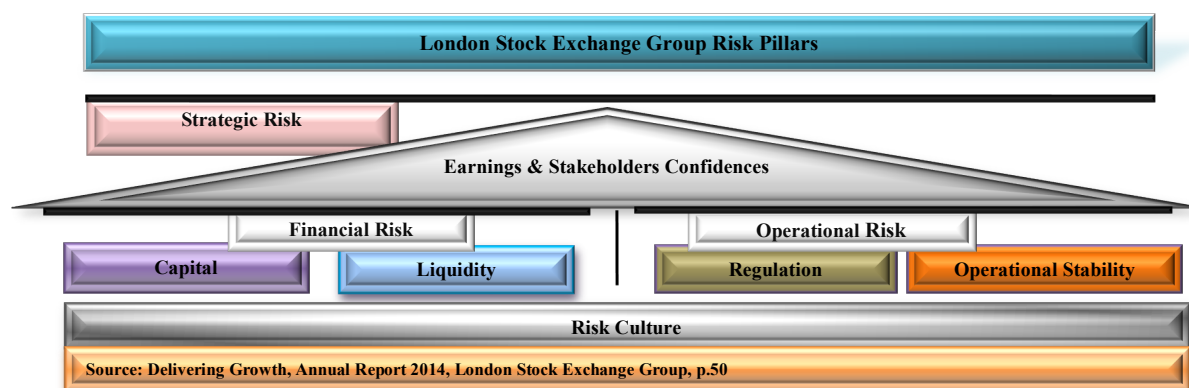 London Stock Exchange Group Risk Pillars
Strategic Risk
Earnings & Stakeholders Confidences
Financial Risk
Operational Risk
Capital
Liquidity
Regulation
Operational Stability
Risk Culture
Source: Delivering Growth, Annual Report 2014, London Stock Exchange Group, p.50